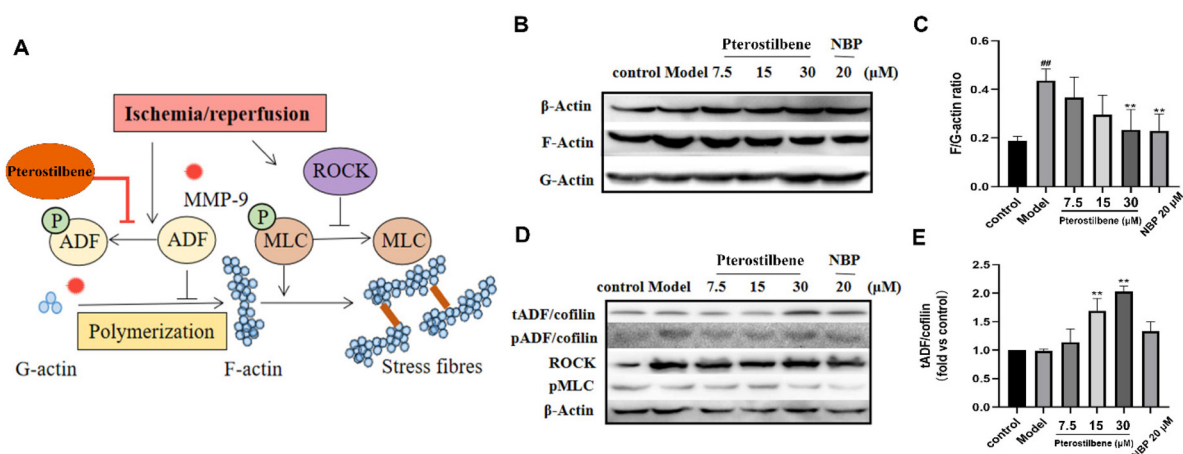 A
Ischemia/reperfusion
Pterostilbene
ROCK
MMP-9
P
ADF
ADF
P
MLC
MLC
Polymerization
G-actin
F-actin
Stress fibres
B
Pterostilbene NBP
control Model 7.5 15 30 20 (μM)
β-Actin
F-Actin
G-Actin
C
F/G-actin ratio
0.6
0.4
0.2
0.0
##
**
**
control
Model
7.5
15
30
NBP 20 μM
Pterostilbene (μM)
D
Pterostilbene NBP
control Model 7.5 15 30 20 (μM)
tADF/cofilin
pADF/cofilin
ROCK
pMLC
β-Actin
E
tADF/cofilin
(fold vs control)
2.5
2.0
1.5
1.0
0.5
0.0
**
**
control
Model
7.5
15
30
NBP 20 μM
Pterostilbene (μM)